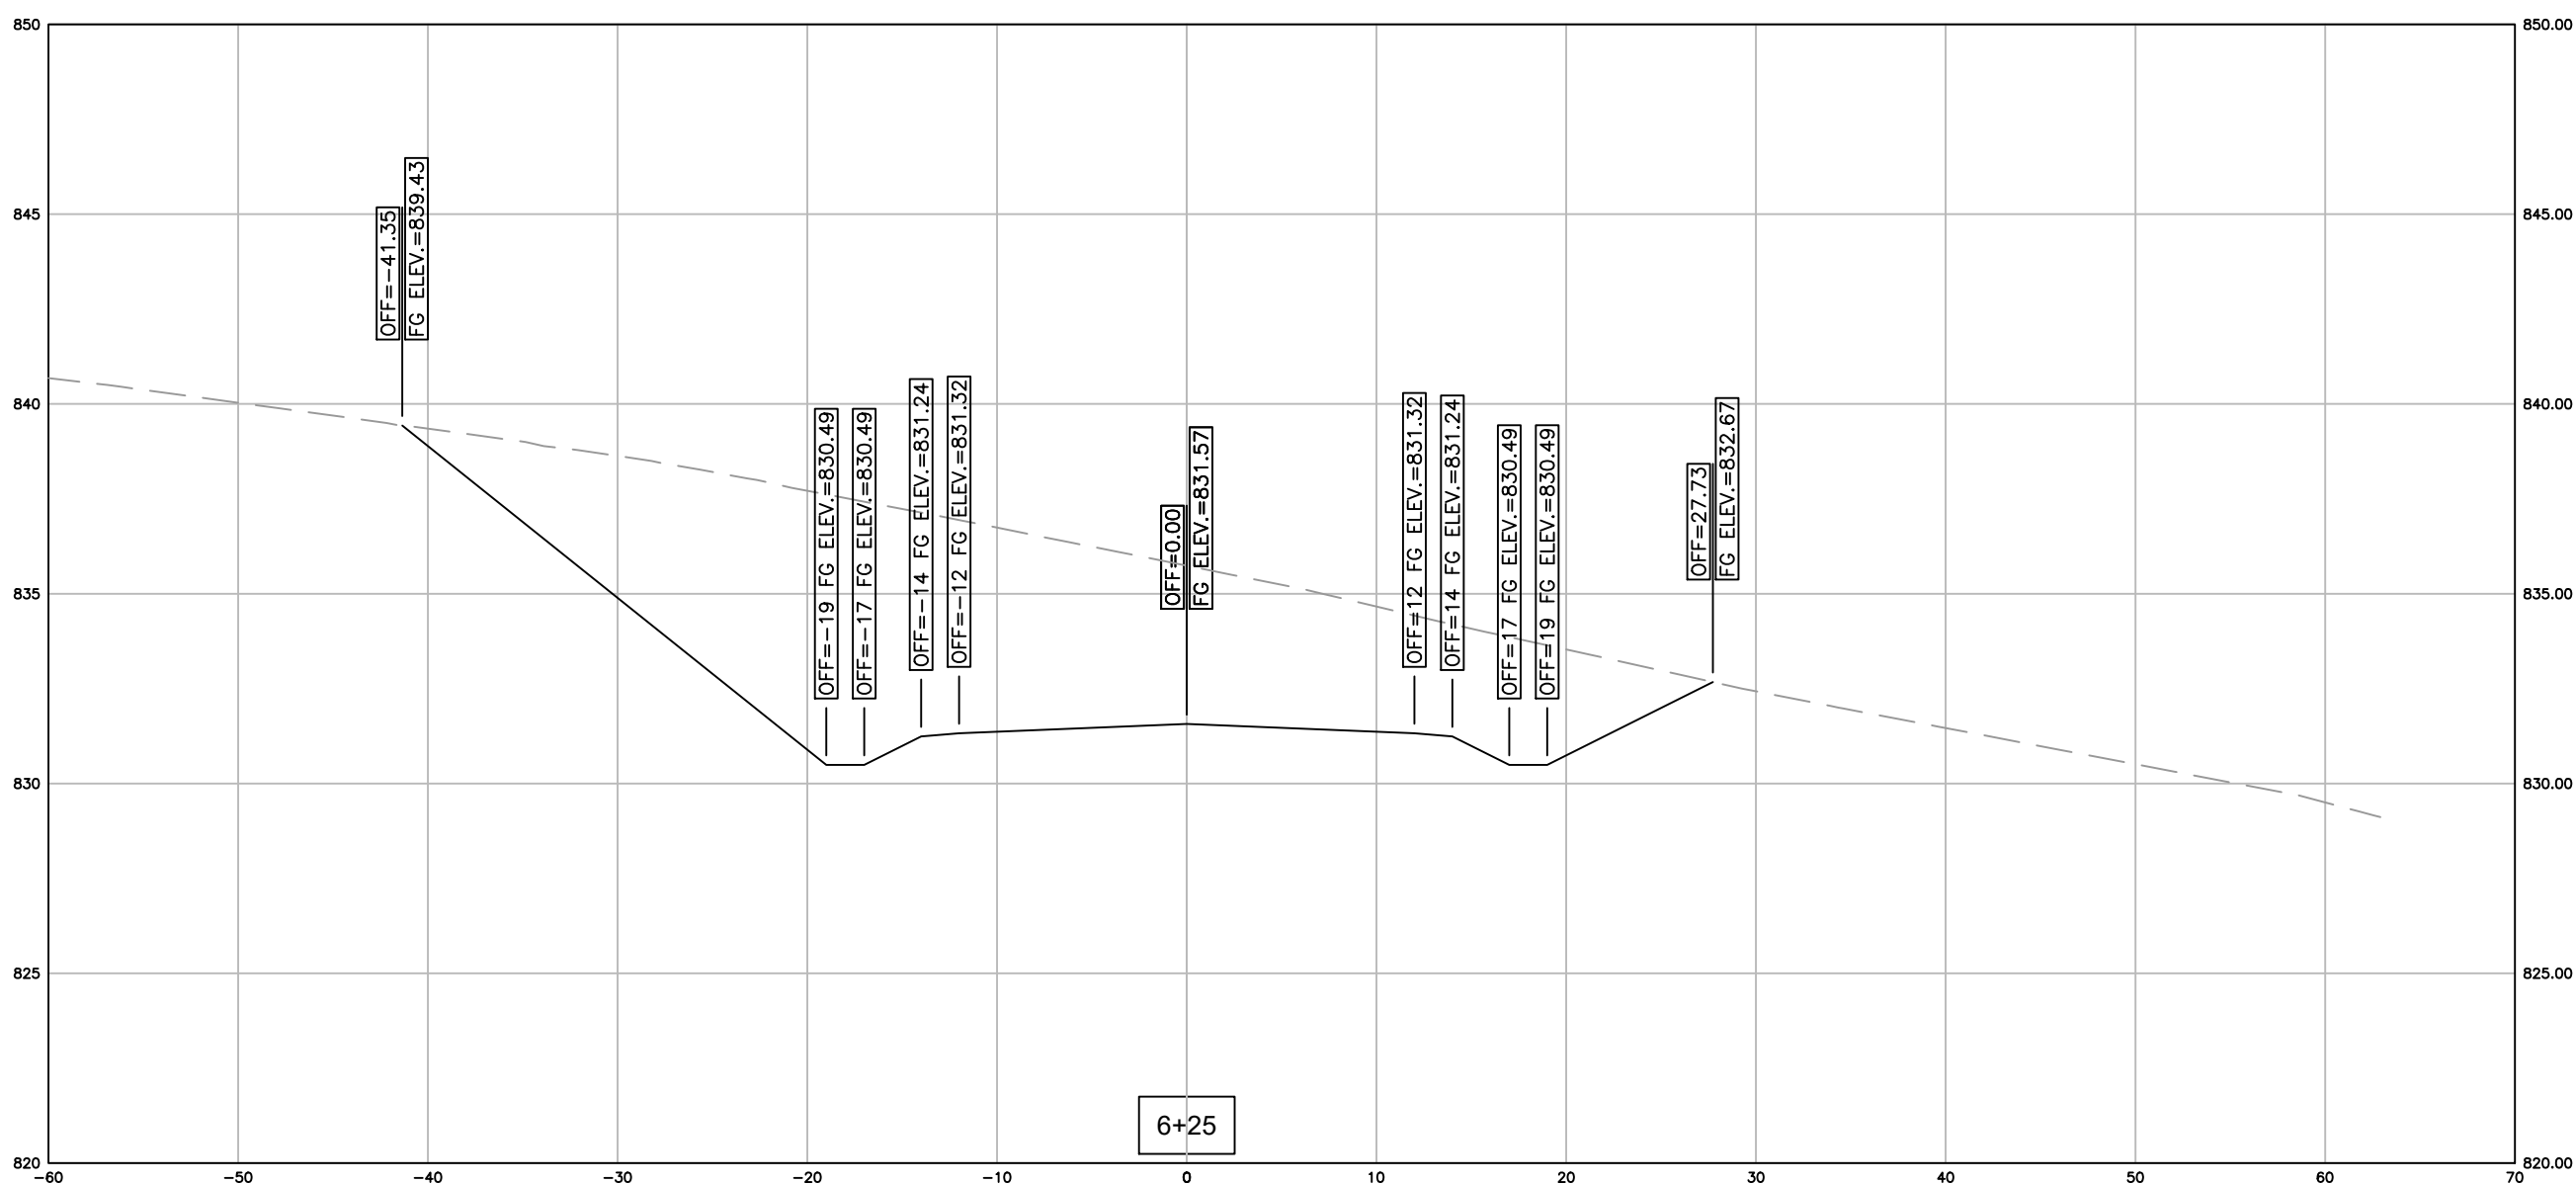 850
850.00
845
845.00
840
840.00
835
835.00
830
830.00
825
825.00
820
820.00
OFF=-41.35
FG ELEV.=839.43
OFF=-19 FG ELEV.=830.49
OFF=-17 FG ELEV.=830.49
OFF=-14 FG ELEV.=831.24
OFF=-12 FG ELEV.=831.32
OFF=0.00
FG ELEV.=831.57
OFF=12 FG ELEV.=831.32
OFF=14 FG ELEV.=831.24
OFF=17 FG ELEV.=830.49
OFF=19 FG ELEV.=830.49
OFF=27.73
FG ELEV.=832.67
6+25
-60 -50 -40 -30 -20 -10 0 10 20 30 40 50 60 70